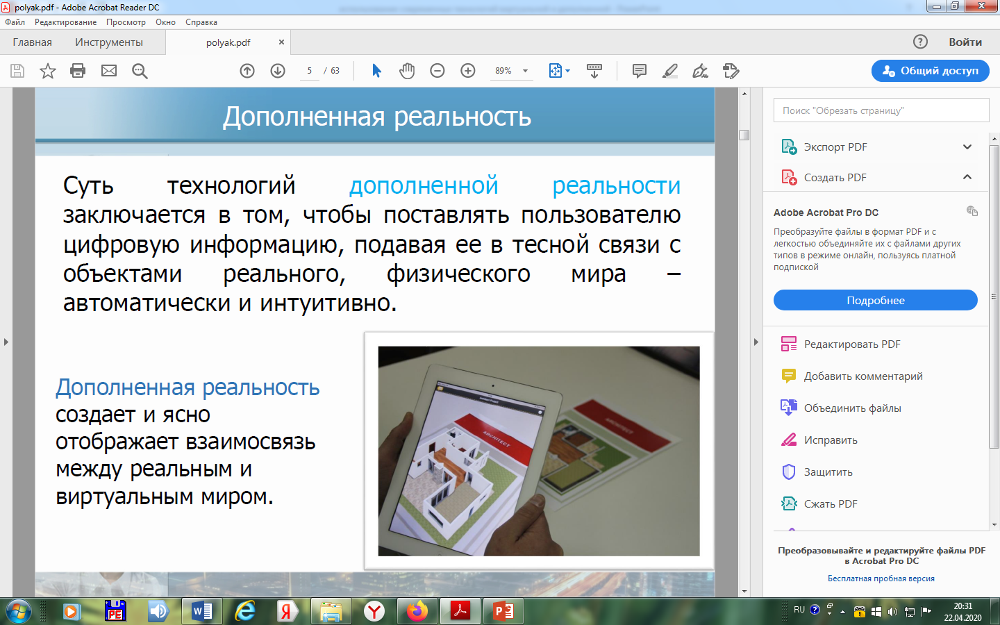 polyak.pdf - Adobe Acrobat Reader DC
Файл Редактирование Просмотр Окно Справка
Главная Инструменты polyak.pdf × ? Войти
5 / 63 89% Общий доступ
Дополненная реальность
Суть технологий дополненной реальности
заключается в том, чтобы поставлять пользователю
цифровую информацию, подавая ее в тесной связи с
объектами реального, физического мира –
автоматически и интуитивно.
Дополненная реальность
создает и ясно
отображает взаимосвязь
между реальным и
виртуальным миром.
ARCHITECT
ARCHITECT
Поиск "Обрезать страницу"
Экспорт PDF
Создать PDF
Adobe Acrobat Pro DC
Преобразуйте файлы в формат PDF и с
легкостью объединяйте их с файлами других
типов в режиме онлайн, пользуясь платной
подпиской
Подробнее
Редактировать PDF
Добавить комментарий
Объединить файлы
Исправить
Защитить
Сжать PDF
Преобразовывайте и редактируйте файлы PDF
в Acrobat Pro DC
Бесплатная пробная версия
RU 20:31
22.04.2020